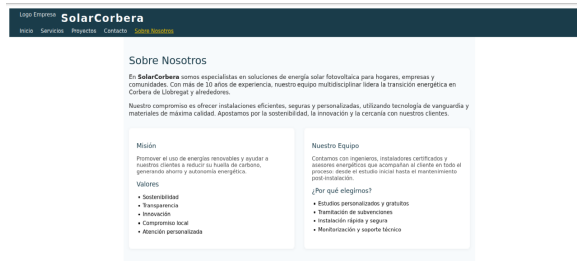 Logo Empresa SolarCorbera
Inicio Servicios Proyectos Contacto Sobre Nosotros
Sobre Nosotros
En SolarCorbera somos especialistas en soluciones de energía solar fotovoltaica para hogares, empresas y
comunidades. Con más de 10 años de experiencia, nuestro equipo multidisciplinar lidera la transición energética en
Corbera de Llobregat y alrededores.
Nuestro compromiso es ofrecer instalaciones eficientes, seguras y personalizadas, utilizando tecnología de vanguardia y
materiales de máxima calidad. Apostamos por la sostenibilidad, la innovación y la cercanía con nuestros clientes.
Misión
Promover el uso de energías renovables y ayudar a
nuestros clientes a reducir su huella de carbono,
generando ahorro y autonomía energética.
Valores
• Sostenibilidad
• Transparencia
• Innovación
• Compromiso local
• Atención personalizada
Nuestro Equipo
Contamos con ingenieros, instaladores certificados y
asesores energéticos que acompañan al cliente en todo el
proceso: desde el estudio inicial hasta el mantenimiento
post-instalación.
¿Por qué elegirnos?
• Estudios personalizados y gratuitos
• Tramitación de subvenciones
• Instalación rápida y segura
• Monitorización y soporte técnico